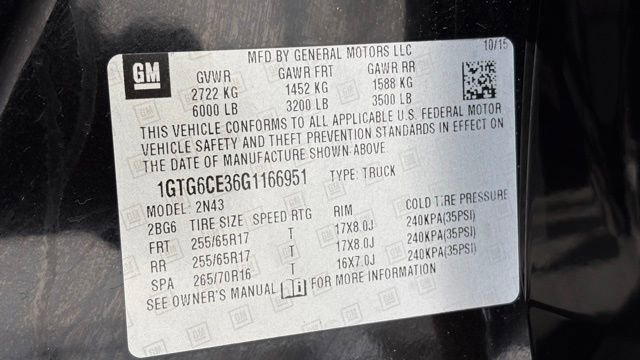 MFD BY GENERAL MOTORS LLC 10/15
GM GVWR GAWR FRT GAWR RR
2722 KG 1452 KG 1588 KG
6000 LB 3200 LB 3500 LB
THIS VEHICLE CONFORMS TO ALL APPLICABLE U.S. FEDERAL MOTOR
VEHICLE SAFETY AND THEFT PREVENTION STANDARDS IN EFFECT ON
THE DATE OF MANUFACTURE SHOWN ABOVE.
1GTG6CE36G1166951 TYPE: TRUCK
MODEL: 2N43
2BG6 TIRE SIZE SPEED RTG RIM COLD TIRE PRESSURE
FRT 255/65R17 T 17X8.0J 240KPA(35PSI)
RR 255/65R17 T 17X8.0J 240KPA(35PSI)
SPA 265/70R16 T 16X7.0J 240KPA(35PSI)
SEE OWNER'S MANUAL FOR MORE INFORMATION